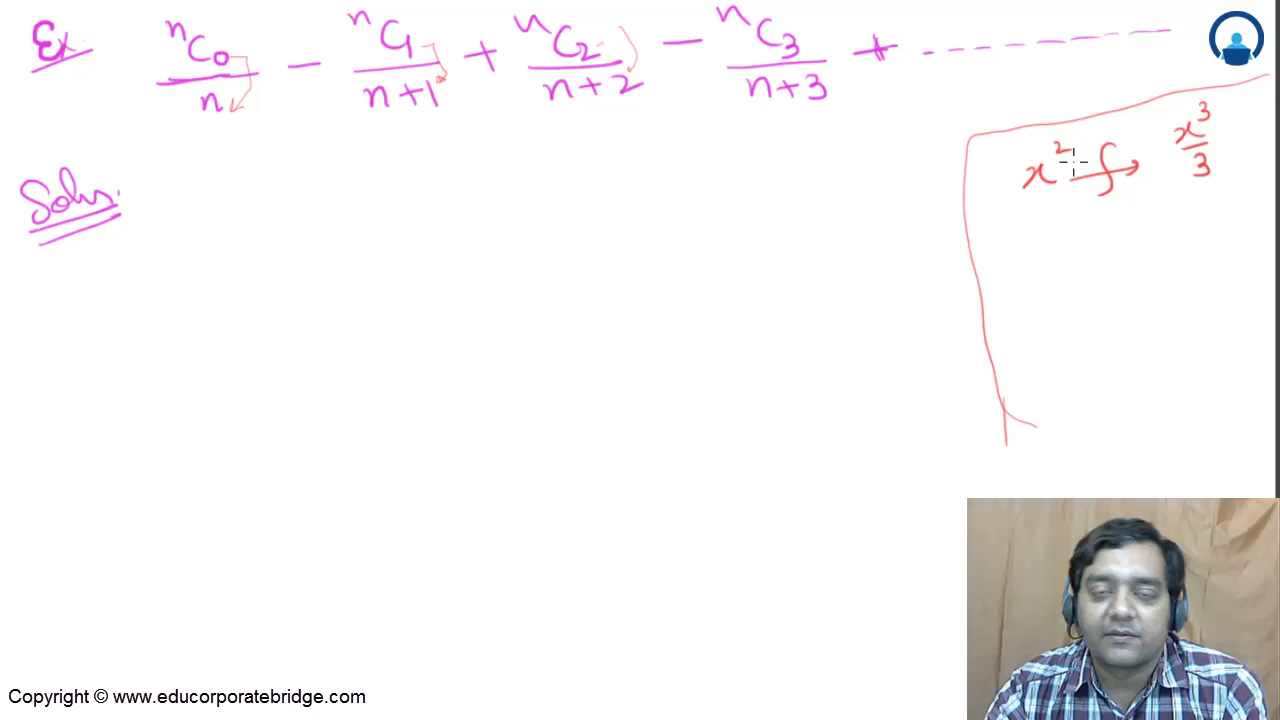 Ex. ⁿC₀/n − ⁿC₁/n+1 + ⁿC₂/n+2 − ⁿC₃/n+3 + ----------
x² ∫→ x³/3
Soln.
Copyright © www.educorporatebridge.com